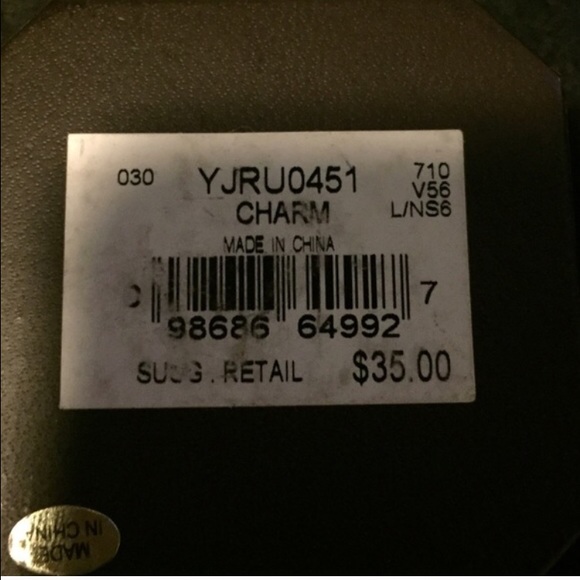 030 YJRU0451 710
V56
CHARM L/NS6
MADE IN CHINA
0 98686 64992 7
SUGG. RETAIL $35.00
MADE
IN CHINA